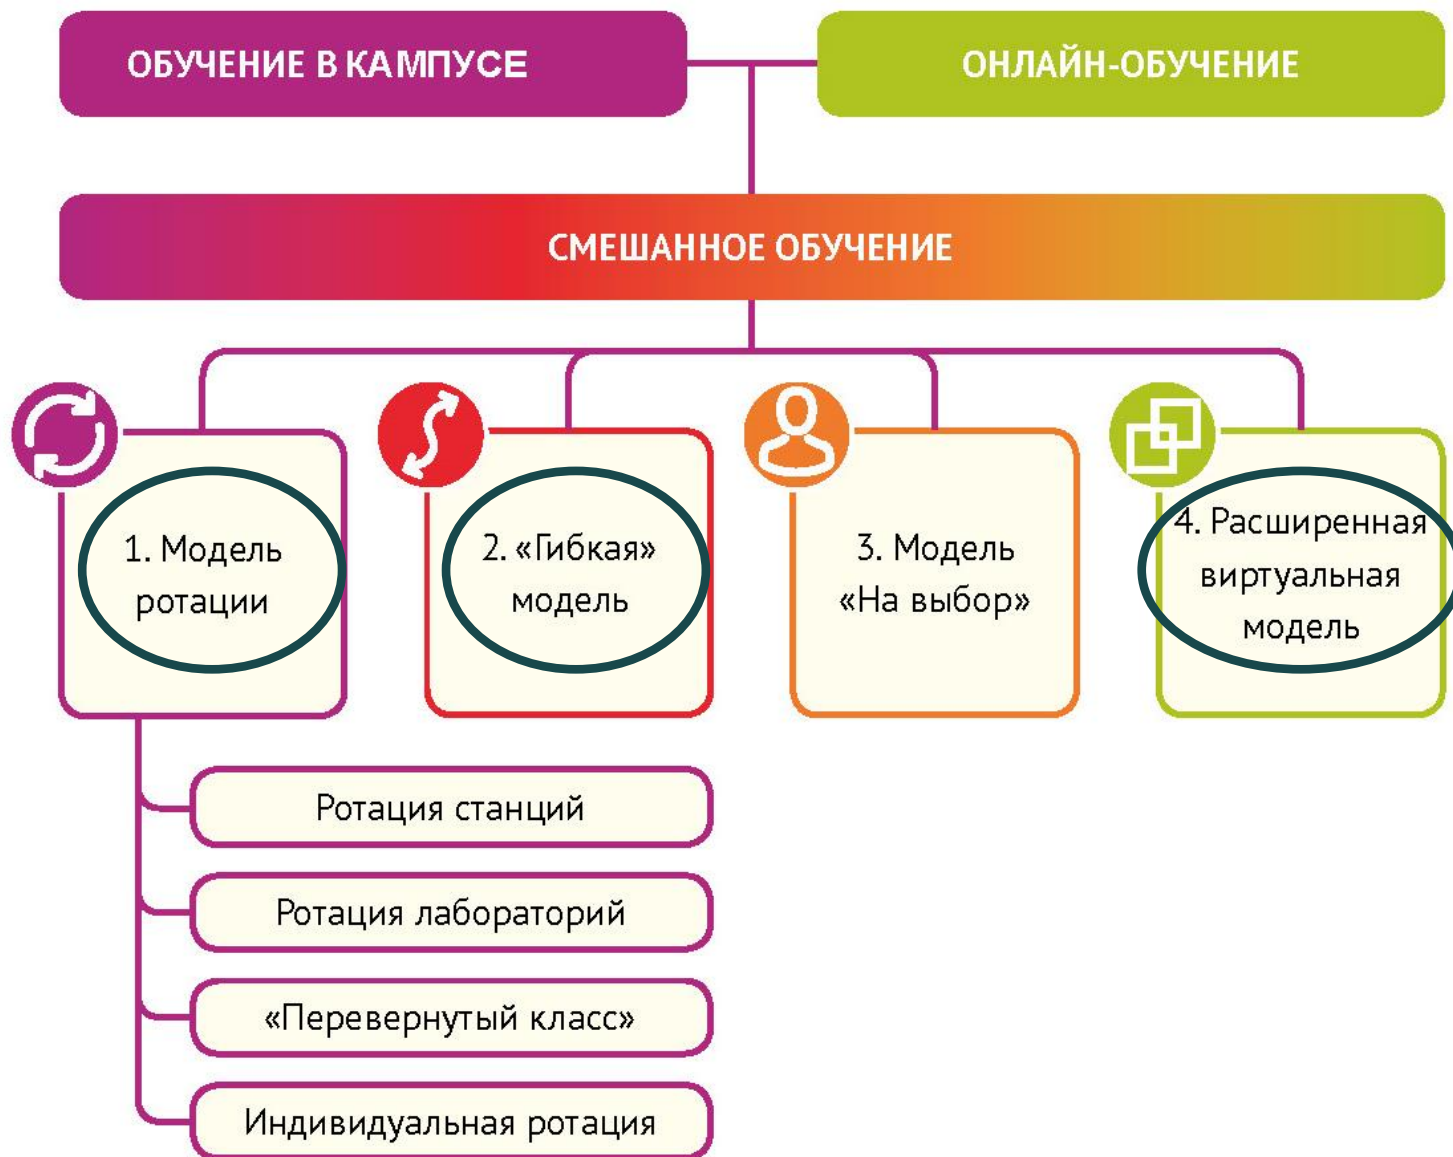 ОБУЧЕНИЕ В КАМПУСЕ
ОНЛАЙН-ОБУЧЕНИЕ
СМЕШАННОЕ ОБУЧЕНИЕ
1. Модель
ротации
2. «Гибкая»
модель
3. Модель
«На выбор»
4. Расширенная
виртуальная
модель
Ротация станций
Ротация лабораторий
«Перевернутый класс»
Индивидуальная ротация